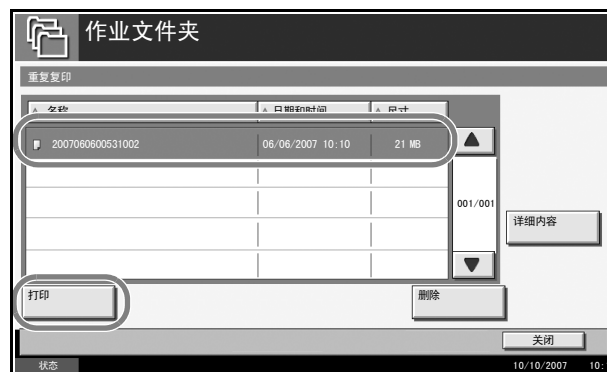 作业文件夹
重复复印
名称 日期和时间 尺寸
2007060600531002 06/06/2007 10:10 21 MB
001/001
详细内容
打印 删除
关闭
状态 10/10/2007 10: